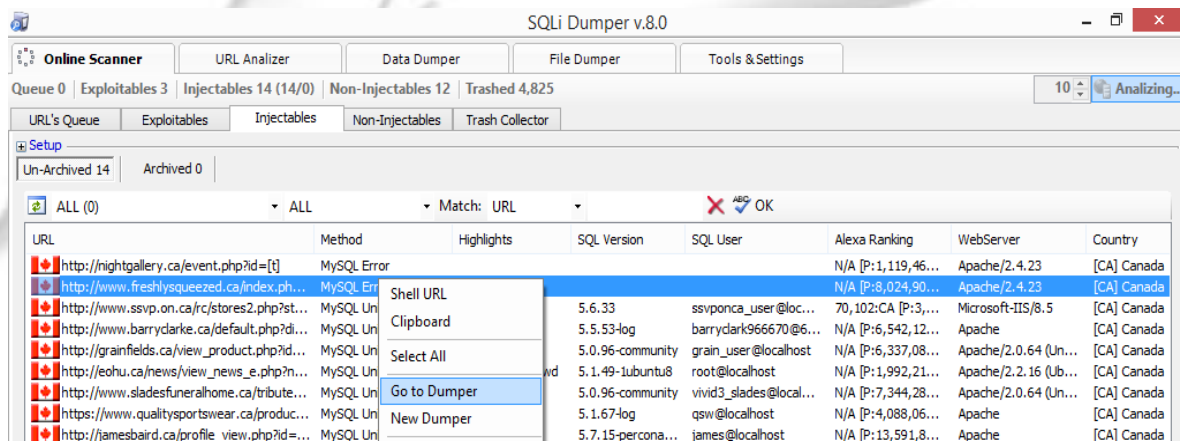 SQLi Dumper v.8.0
Online Scanner URL Analizer Data Dumper File Dumper Tools & Settings
Queue 0 Exploitables 3 Injectables 14 (14/0) Non-Injectables 12 Trashed 4,825 10 Analizing..
URL's Queue Exploitables Injectables Non-Injectables Trash Collector
Setup
Un-Archived 14 Archived 0
ALL (0) ALL Match: URL ABC OK
URL Method Highlights SQL Version SQL User Alexa Ranking WebServer Country
http://nightgallery.ca/event.php?id=[t] MySQL Error N/A [P:1,119,46... Apache/2.4.23 [CA] Canada
http://www.freshlysqueezed.ca/index.ph... MySQL Err N/A [P:8,024,90... Apache/2.4.23 [CA] Canada
Shell URL
http://www.ssvp.on.ca/rc/stores2.php?st... MySQL Un 5.6.33 ssvponca_user@loc... 70,102:CA [P:3,... Microsoft-IIS/8.5 [CA] Canada
Clipboard
http://www.barryclarke.ca/default.php?di... MySQL Un 5.5.53-log barryclark966670@6... N/A [P:6,542,12... Apache [CA] Canada
Select All
http://grainfields.ca/view_product.php?id... MySQL Un 5.0.96-community grain_user@localhost N/A [P:6,337,08... Apache/2.0.64 (Un... [CA] Canada
http://eohu.ca/news/view_news_e.php?n... MySQL Un wd 5.1.49-1ubuntu8 root@localhost N/A [P:1,992,21... Apache/2.2.16 (Ub... [CA] Canada
Go to Dumper
http://www.sladesfuneralhome.ca/tribute... MySQL Un 5.0.96-community vivid3_slades@local... N/A [P:7,344,28... Apache/2.0.64 (Un... [CA] Canada
New Dumper
https://www.qualitysportswear.ca/produc... MySQL Un 5.1.67-log qsw@localhost N/A [P:4,088,06... Apache [CA] Canada
http://jamesbaird.ca/profile_view.php?id=... MySQL Un 5.7.15-percona... james@localhost N/A [P:13,591,8... Apache [CA] Canada